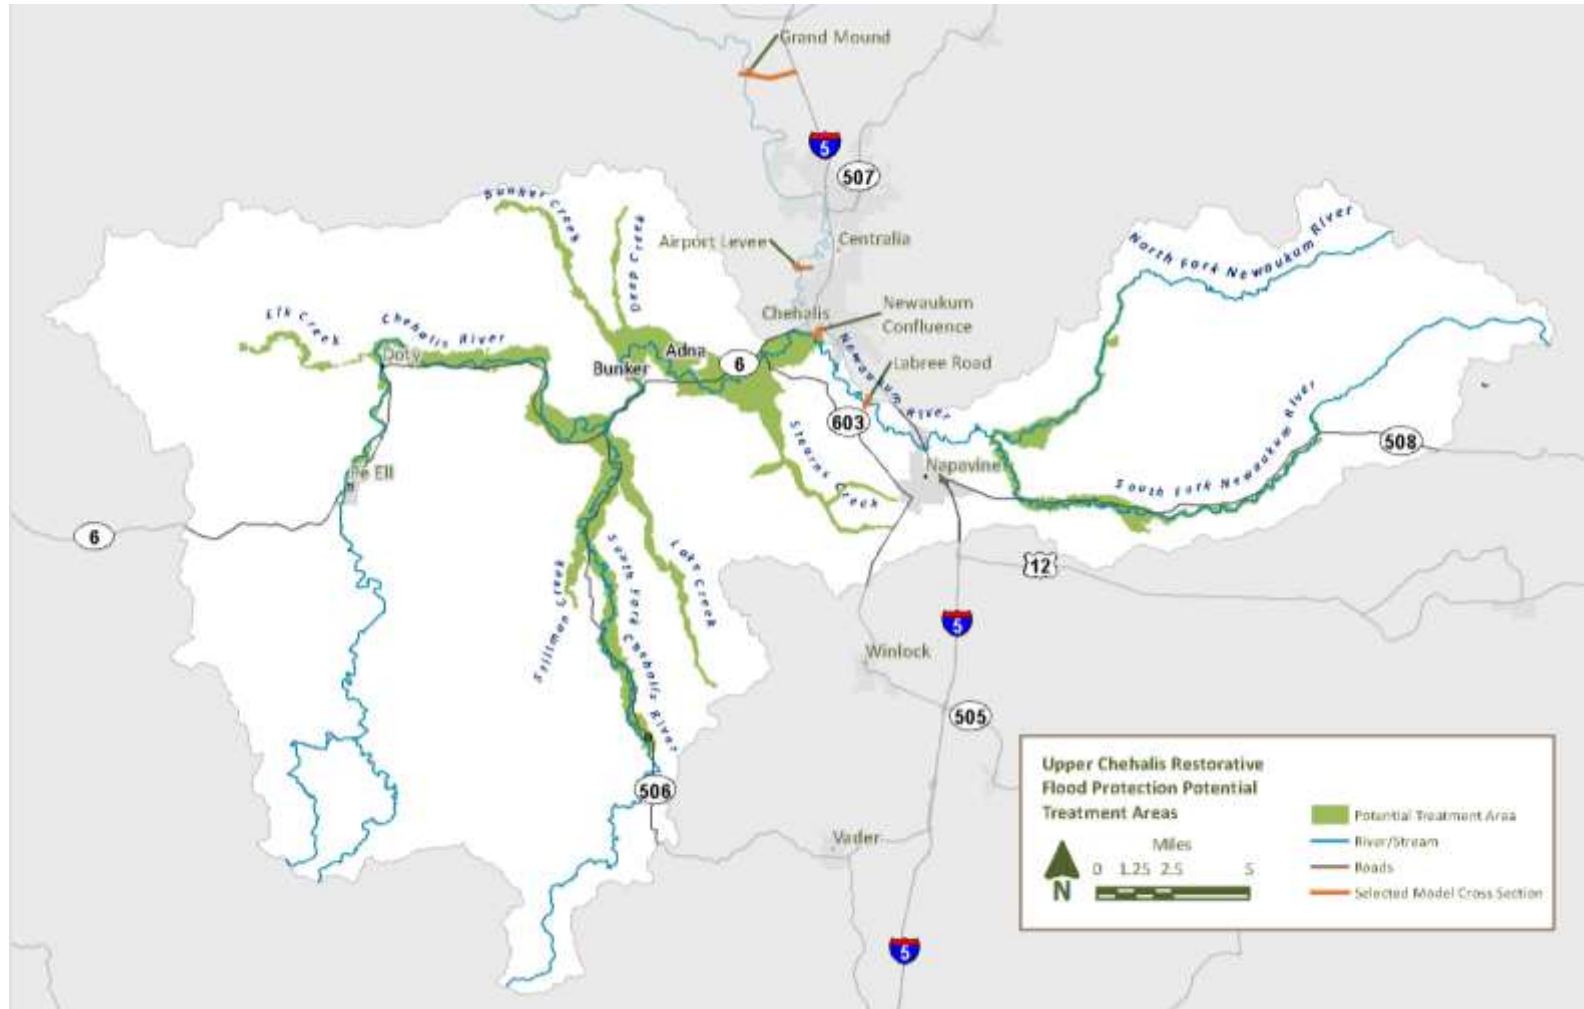 Grand Mound
5
507
Bunker Creek
Deep Creek
North Fork Newaukum River
Airport Levee
Centralia
Elk Creek
Chehalis River
Chehalis
Newaukum
Confluence
Doty
Adna
Bunker
6
Newaukum River
Labree Road
603
Stearns Creek
508
Pe Ell
Napavine
South Fork Newaukum River
6
Stillman Creek
South Fork Chehalis River
Lake Creek
12
5
Winlock
505
506
Vader
5
Upper Chehalis Restorative
Flood Protection Potential
Treatment Areas
Miles
0 1.25 2.5 5
N
Potential Treatment Area
River/Stream
Roads
Selected Model Cross Section